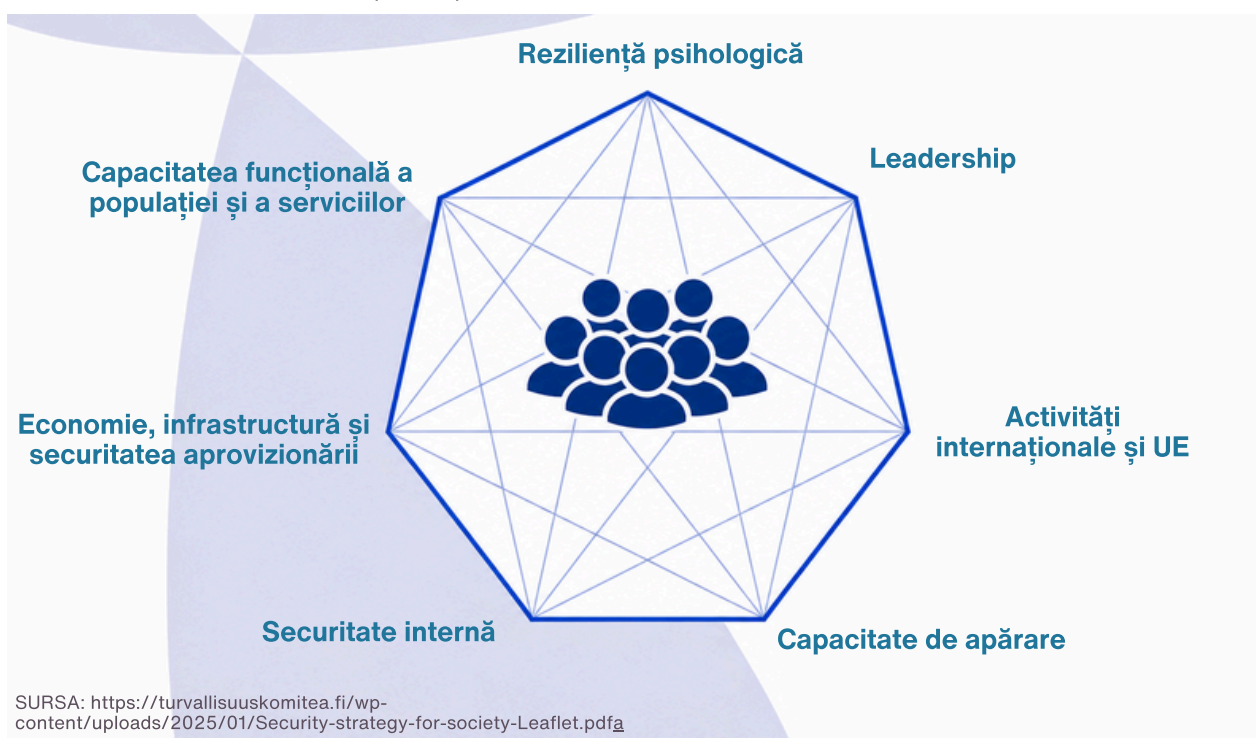 Reziliență psihologică
Leadership
Capacitatea funcțională a
populației și a serviciilor
Economie, infrastructură și
securitatea aprovizionării
Activități
internaționale și UE
Securitate internă
Capacitate de apărare
SURSA: https://turvallisuuskomitea.fi/wp-
content/uploads/2025/01/Security-strategy-for-society-Leaflet.pdfa